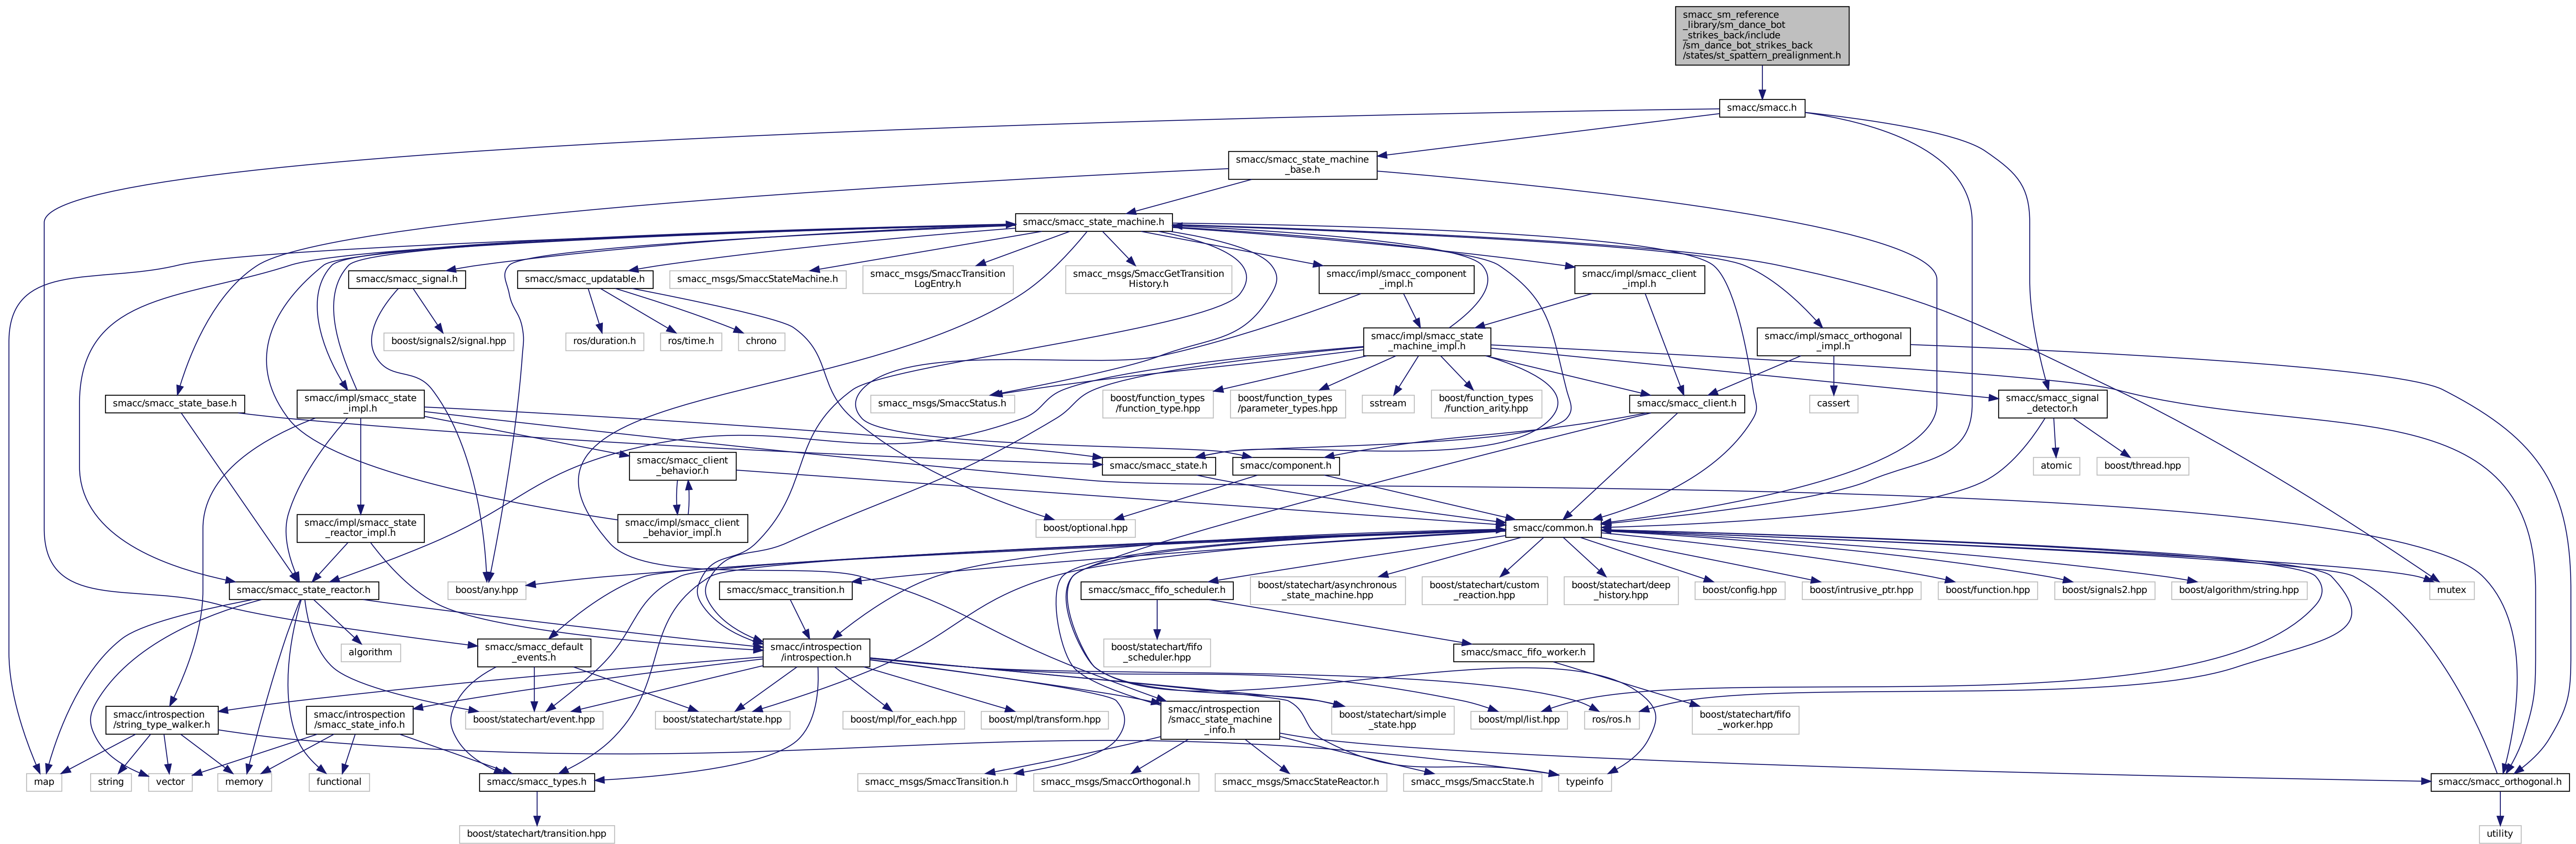 smacc_sm_reference
_library/sm_dance_bot
_strikes_back/include
/sm_dance_bot_strikes_back
/states/st_spattern_prealignment.h
smacc/smacc.h
smacc/smacc_state_machine
_base.h
smacc/smacc_state_machine.h
smacc/smacc_signal.h
smacc/smacc_updatable.h
smacc_msgs/SmaccStateMachine.h
smacc_msgs/SmaccTransition
LogEntry.h
smacc_msgs/SmaccGetTransition
History.h
smacc/impl/smacc_component
_impl.h
smacc/impl/smacc_client
_impl.h
boost/signals2/signal.hpp
ros/duration.h
ros/time.h
chrono
smacc/impl/smacc_state
_machine_impl.h
smacc/impl/smacc_orthogonal
_impl.h
smacc/smacc_state_base.h
smacc/impl/smacc_state
_impl.h
smacc_msgs/SmaccStatus.h
boost/function_types
/function_type.hpp
boost/function_types
/parameter_types.hpp
sstream
boost/function_types
/function_arity.hpp
smacc/smacc_client.h
cassert
smacc/smacc_signal
_detector.h
smacc/smacc_client
_behavior.h
smacc/smacc_state.h
smacc/component.h
atomic
boost/thread.hpp
smacc/impl/smacc_state
_reactor_impl.h
smacc/impl/smacc_client
_behavior_impl.h
boost/optional.hpp
smacc/common.h
smacc/smacc_state_reactor.h
boost/any.hpp
smacc/smacc_transition.h
smacc/smacc_fifo_scheduler.h
boost/statechart/asynchronous
_state_machine.hpp
boost/statechart/custom
_reaction.hpp
boost/statechart/deep
_history.hpp
boost/config.hpp
boost/intrusive_ptr.hpp
boost/function.hpp
boost/signals2.hpp
boost/algorithm/string.hpp
mutex
algorithm
smacc/smacc_default
_events.h
smacc/introspection
/introspection.h
boost/statechart/fifo
_scheduler.hpp
smacc/smacc_fifo_worker.h
smacc/introspection
/string_type_walker.h
smacc/introspection
/smacc_state_info.h
boost/statechart/event.hpp
boost/statechart/state.hpp
boost/mpl/for_each.hpp
boost/mpl/transform.hpp
smacc/introspection
/smacc_state_machine
_info.h
boost/statechart/simple
_state.hpp
boost/mpl/list.hpp
ros/ros.h
boost/statechart/fifo
_worker.hpp
map
string
vector
memory
functional
smacc/smacc_types.h
smacc_msgs/SmaccTransition.h
smacc_msgs/SmaccOrthogonal.h
smacc_msgs/SmaccStateReactor.h
smacc_msgs/SmaccState.h
typeinfo
smacc/smacc_orthogonal.h
boost/statechart/transition.hpp
utility